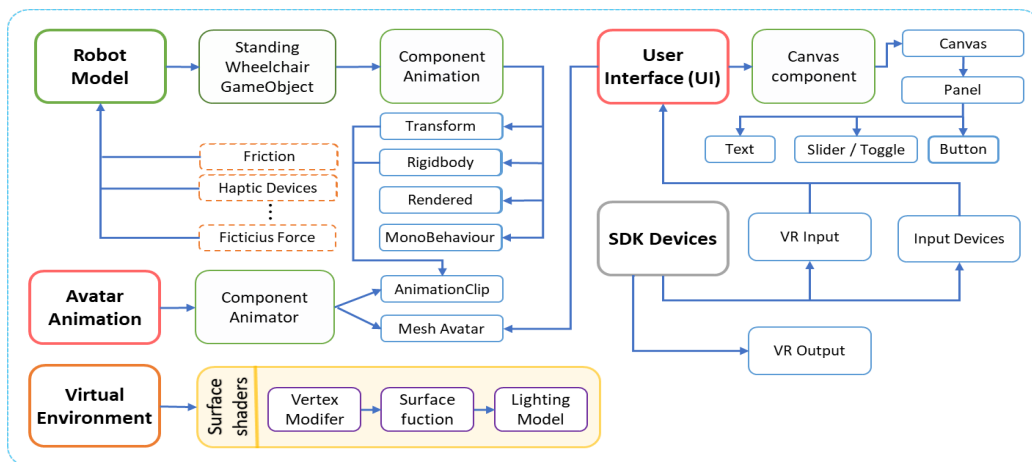 Robot
Model
Standing
Wheelchair
GameObject
Component
Animation
Transform
Rigidbody
Rendered
MonoBehaviour
Friction
Haptic Devices
Ficticius Force
Avatar
Animation
Component
Animator
AnimationClip
Mesh Avatar
Virtual
Environment
Surface
shaders
Vertex
Modifer
Surface
fuction
Lighting
Model
User
Interface (UI)
Canvas
component
Canvas
Panel
Text
Slider / Toggle
Button
SDK Devices
VR Input
Input Devices
VR Output